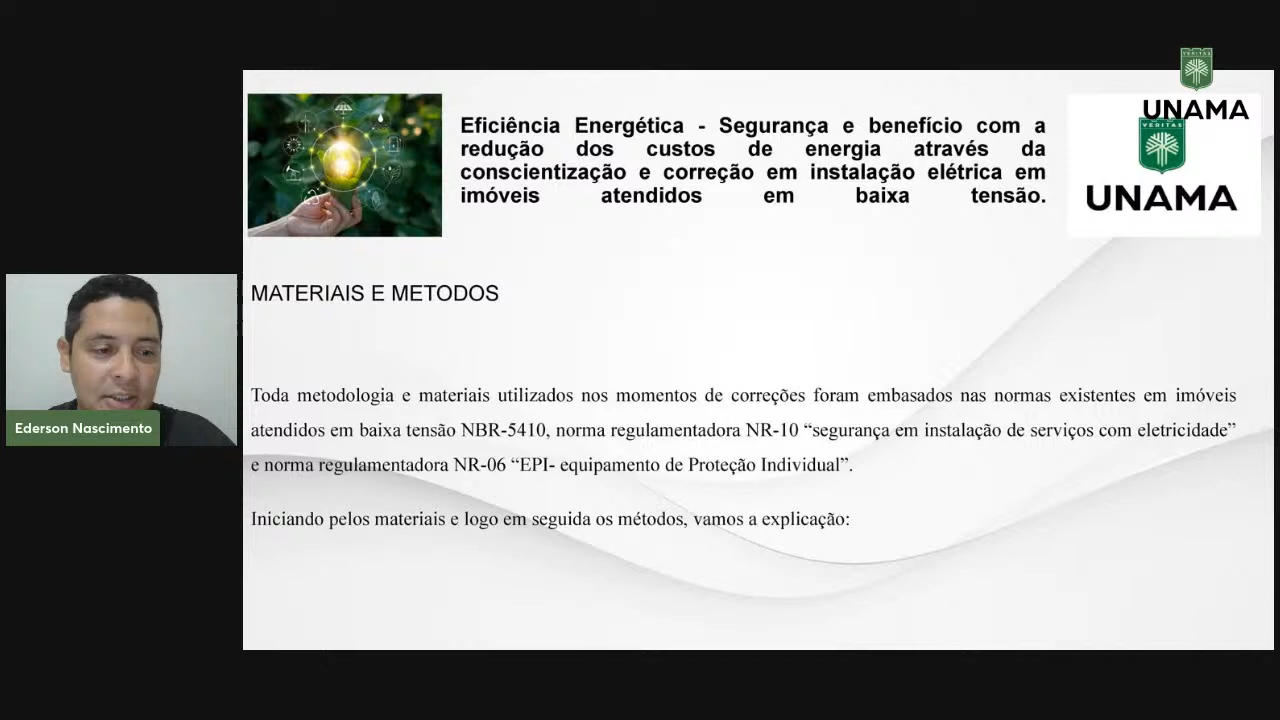 VERITAS
UNAMA
Eficiência Energética - Segurança e benefício com a
redução dos custos de energia através da
conscientização e correção em instalação elétrica em
imóveis atendidos em baixa tensão.
VERITAS
UNAMA
MATERIAIS E METODOS
Toda metodologia e materiais utilizados nos momentos de correções foram embasados nas normas existentes em imóveis
atendidos em baixa tensão NBR-5410, norma regulamentadora NR-10 “segurança em instalação de serviços com eletricidade”
e norma regulamentadora NR-06 “EPI- equipamento de Proteção Individual”.
Iniciando pelos materiais e logo em seguida os métodos, vamos a explicação:
Ederson Nascimento